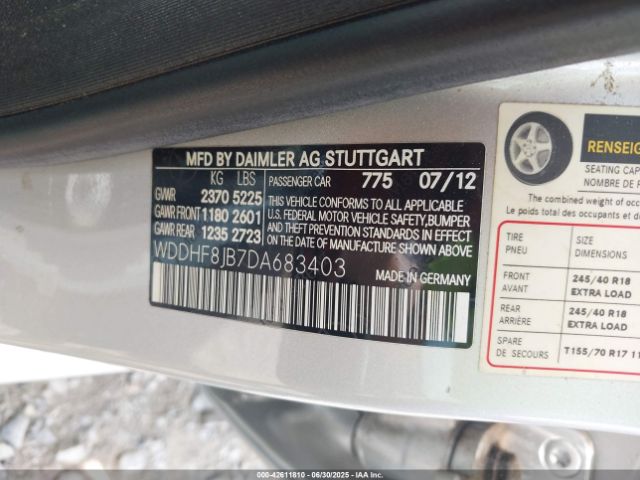 MFD BY DAIMLER AG STUTTGART
KG LBS
PASSENGER CAR 775 07/12
GVWR 2370 5225
GAWR FRONT 1180 2601
GAWR REAR 1235 2723
THIS VEHICLE CONFORMS TO ALL APPLICABLE
U.S. FEDERAL MOTOR VEHICLE SAFETY, BUMPER
AND THEFT PREVENTION STANDARDS IN EFFECT
ON THE DATE OF MANUFACTURE SHOWN ABOVE
WDDHF8JB7DA683403
MADE IN GERMANY
SEATING CAP
NOMBRE DE
The combined weight of
Le poids total des occupants et d
TIRE SIZE
PNEU DIMENSIONS
FRONT 245/40 R18
AVANT EXTRA LOAD
REAR 245/40 R18
ARRIÈRE EXTRA LOAD
SPARE
DE SECOURS T155/70 R17 11
000-42611810 | 06/30/2025 - IAA Inc.